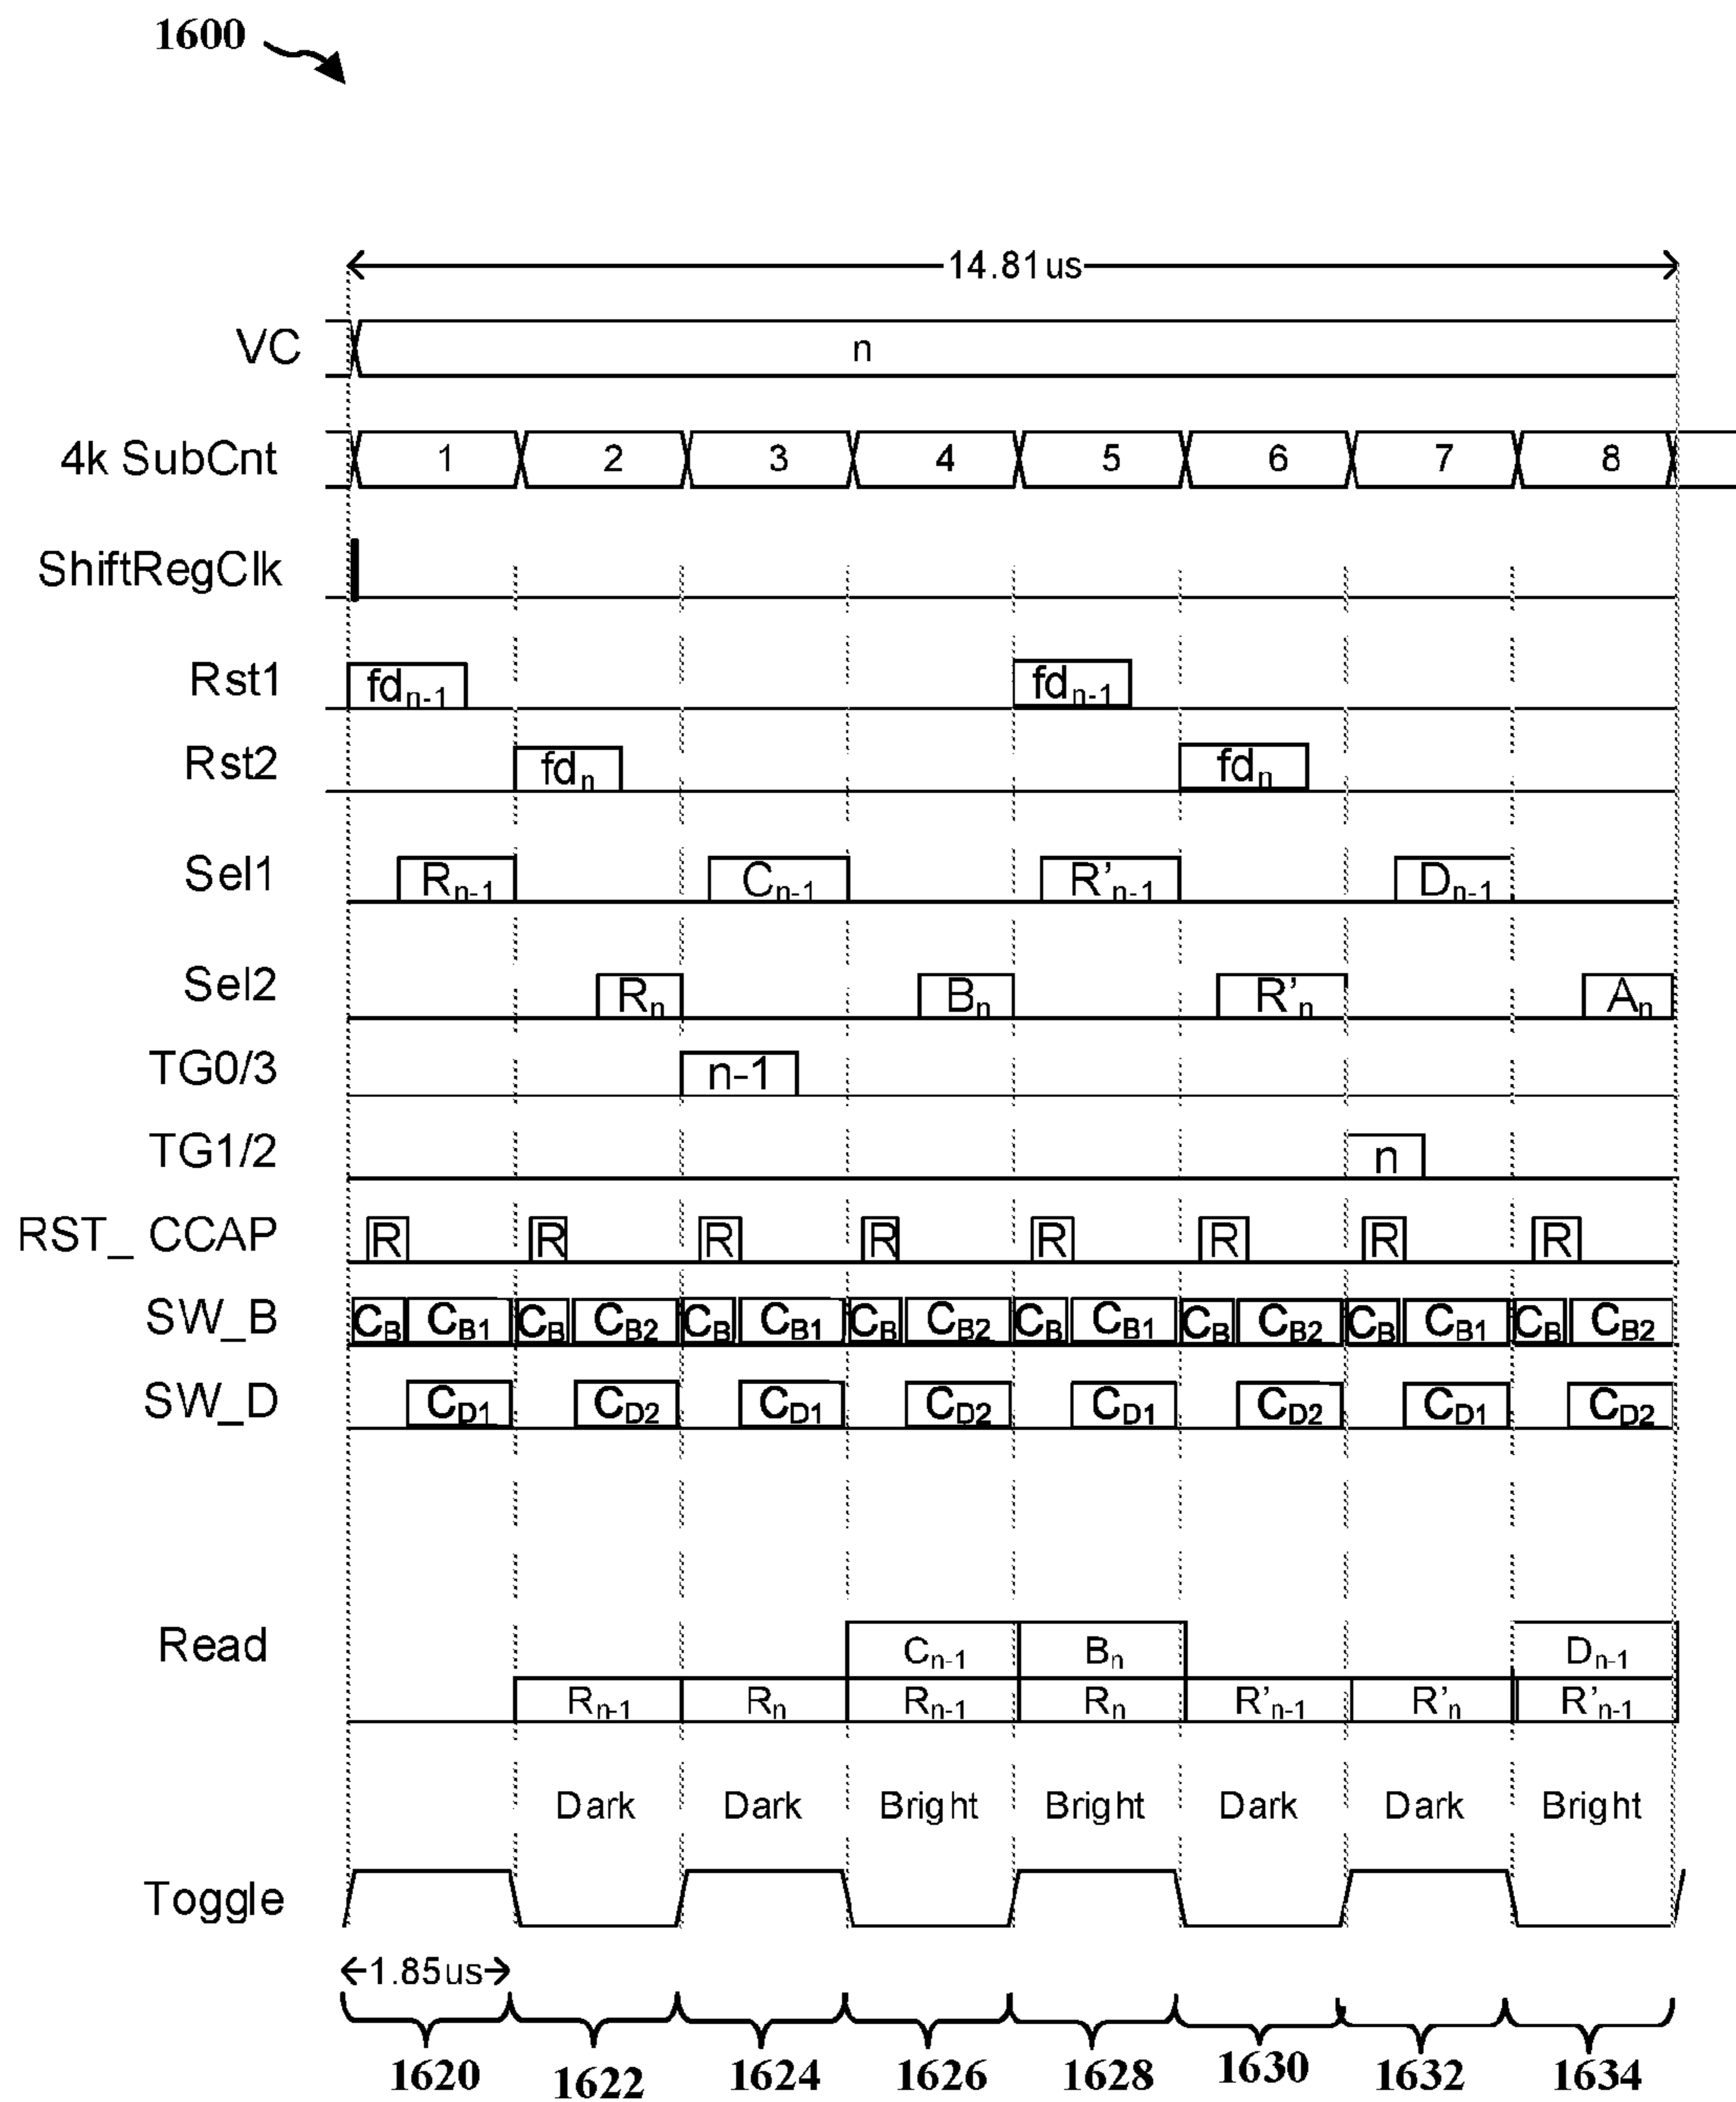 1600
14.81us
VC n
4k SubCnt 1 2 3 4 5 6 7 8
ShiftRegClk
Rst1 fdn-1 fdn-1
Rst2 fdn fdn
Sel1 Rn-1 Cn-1 R’n-1 Dn-1
Sel2 Rn Bn R’n An
TG0/3 n-1
TG1/2 n
RST_ CCAP R R R R R R R R
SW_B CB CB1 CB CB2 CB CB1 CB CB2 CB CB1 CB CB2 CB CB1 CB CB2
SW_D CD1 CD2 CD1 CD2 CD1 CD2 CD1 CD2
Read Cn-1 Bn Dn-1
Rn-1 Rn Rn-1 Rn R’n-1 R’n R’n-1
Dark Dark Bright Bright Dark Dark Bright
Toggle
1.85us
1620 1622 1624 1626 1628 1630 1632 1634